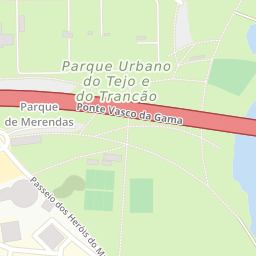 Parque Urbano
do Tejo e
do Trancão
Ponte Vasco da Gama
Parque
de Merendas
Passeio dos Heróis do M